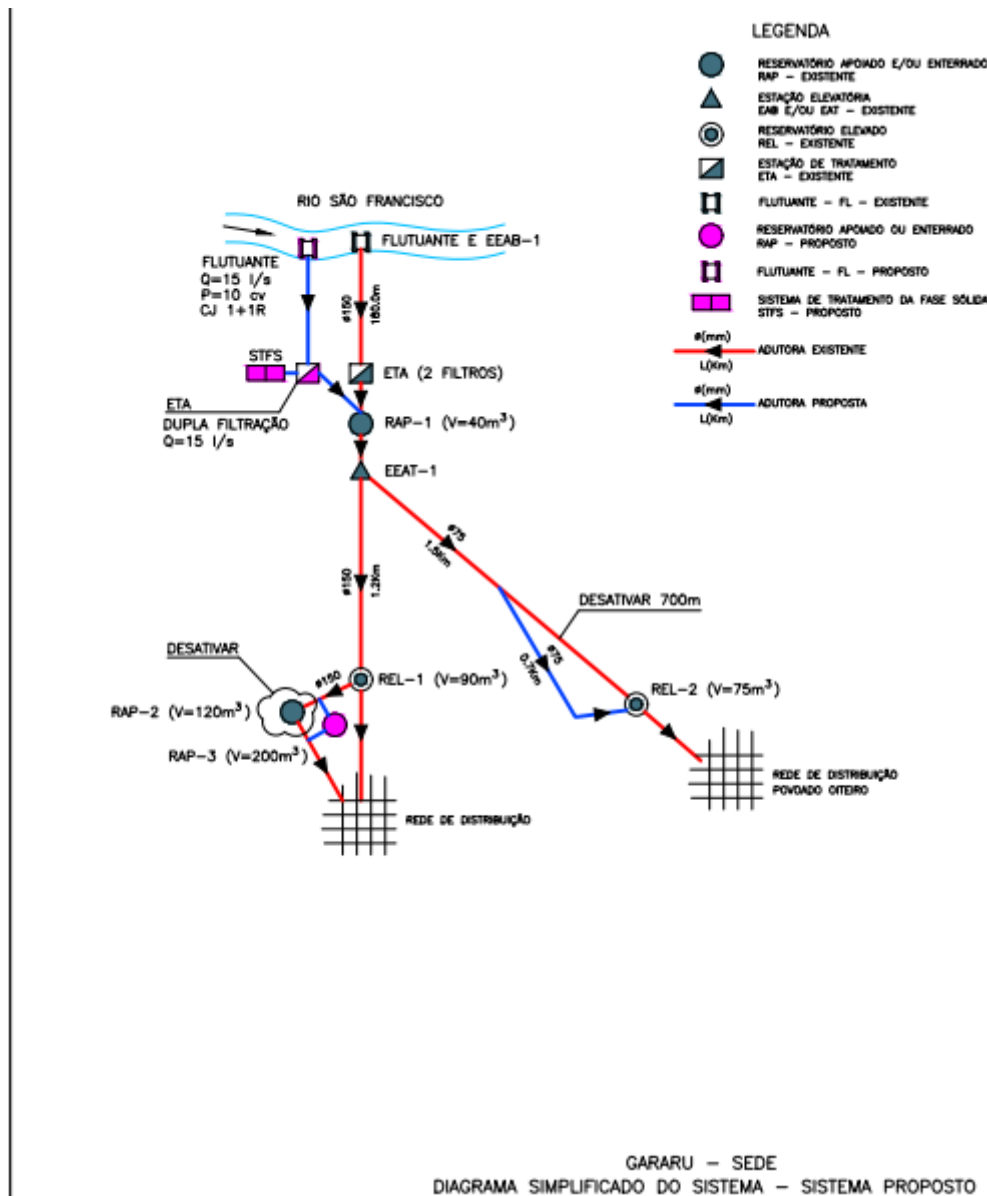 LEGENDA
RESERVATÓRIO APOIADO E/OU ENTERRADO
RAP – EXISTENTE
ESTAÇÃO ELEVATÓRIA
EAB E/OU EAT – EXISTENTE
RESERVATÓRIO ELEVADO
REL – EXISTENTE
ESTAÇÃO DE TRATAMENTO
ETA – EXISTENTE
FLUTUANTE – FL – EXISTENTE
RESERVATÓRIO APOIADO OU ENTERRADO
RAP – PROPOSTO
FLUTUANTE – FL – PROPOSTO
SISTEMA DE TRATAMENTO DA FASE SÓLIDA
STFS – PROPOSTO
ø(mm)
ADUTORA EXISTENTE
L(Km)
ø(mm)
ADUTORA PROPOSTA
L(Km)
RIO SÃO FRANCISCO
FLUTUANTE E EEAB-1
FLUTUANTE
Q=15 l/s
P=10 cv
CJ 1+1R
ø150
160.0m
STFS
ETA (2 FILTROS)
ETA
DUPLA FILTRAÇÃO
Q=15 l/s
RAP-1 (V=40m³)
EEAT-1
ø75
1.5Km
ø150
1.2Km
DESATIVAR 700m
ø75
0.7Km
DESATIVAR
ø150
REL-1 (V=90m³)
REL-2 (V=75m³)
RAP-2 (V=120m³)
RAP-3 (V=200m³)
REDE DE DISTRIBUIÇÃO
POVOADO OITEIRO
REDE DE DISTRIBUIÇÃO
GARARU – SEDE
DIAGRAMA SIMPLIFICADO DO SISTEMA – SISTEMA PROPOSTO